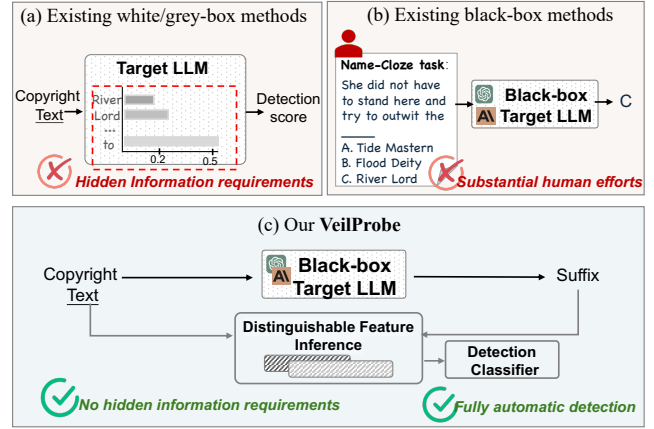 (a) Existing white/grey-box methods
Target LLM
Copyright
Text
River
Lord
...
to
0.2
0.5
Detection
score
Hidden Information requirements
(b) Existing black-box methods
Name-Cloze task:
She did not have
to stand here and
try to outwit the
______
A. Tide Mastern
B. Flood Deity
C. River Lord
Black-box
Target LLM
C
Substantial human efforts
(c) Our VeilProbe
Copyright
Text
Black-box
Target LLM
Suffix
Distinguishable Feature
Inference
Detection
Classifier
No hidden information requirements
Fully automatic detection